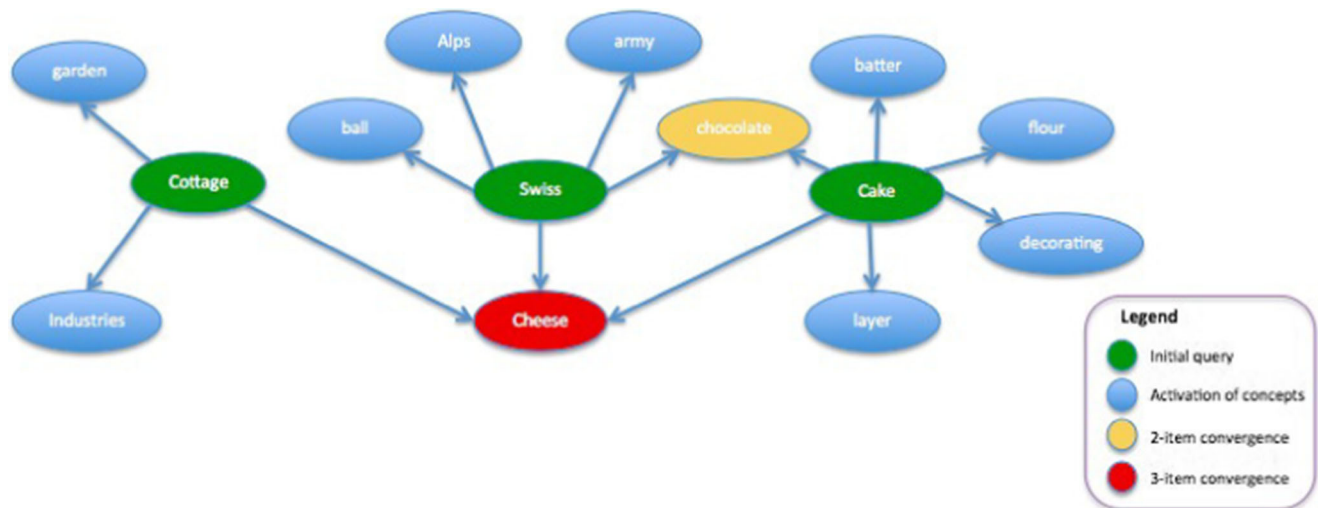 Alps
army
garden
batter
ball
chocolate
flour
Cottage
Swiss
Cake
decorating
Industries
Cheese
layer
Legend
Initial query
Activation of concepts
2-item convergence
3-item convergence